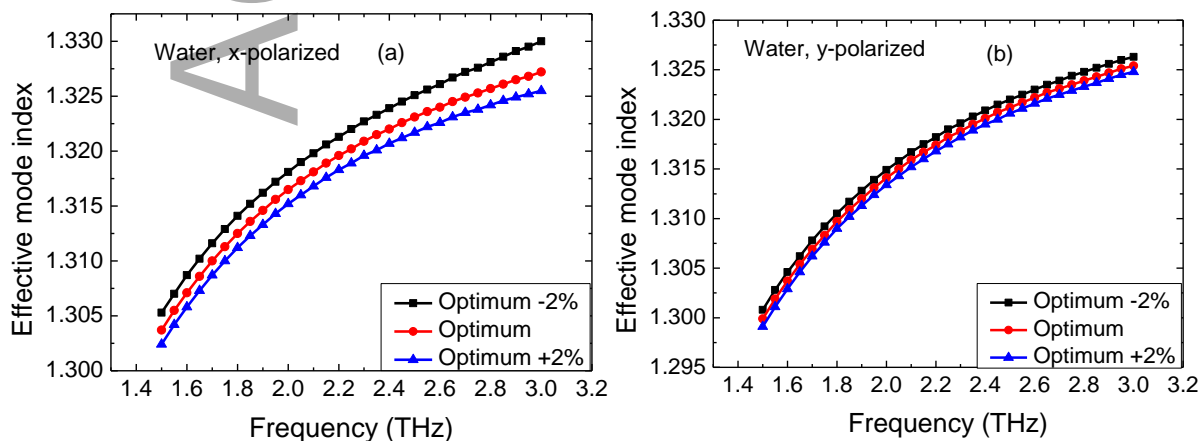 1.330
1.325
1.320
1.315
1.310
1.305
1.300
Effective mode index
Water, x-polarized (a)
Optimum -2%
Optimum
Optimum +2%
1.4 1.6 1.8 2.0 2.2 2.4 2.6 2.8 3.0 3.2
Frequency (THz)
A
1.330
1.325
1.320
1.315
1.310
1.305
1.300
1.295
Effective mode index
Water, y-polarized (b)
Optimum -2%
Optimum
Optimum +2%
1.4 1.6 1.8 2.0 2.2 2.4 2.6 2.8 3.0 3.2
Frequency (THz)